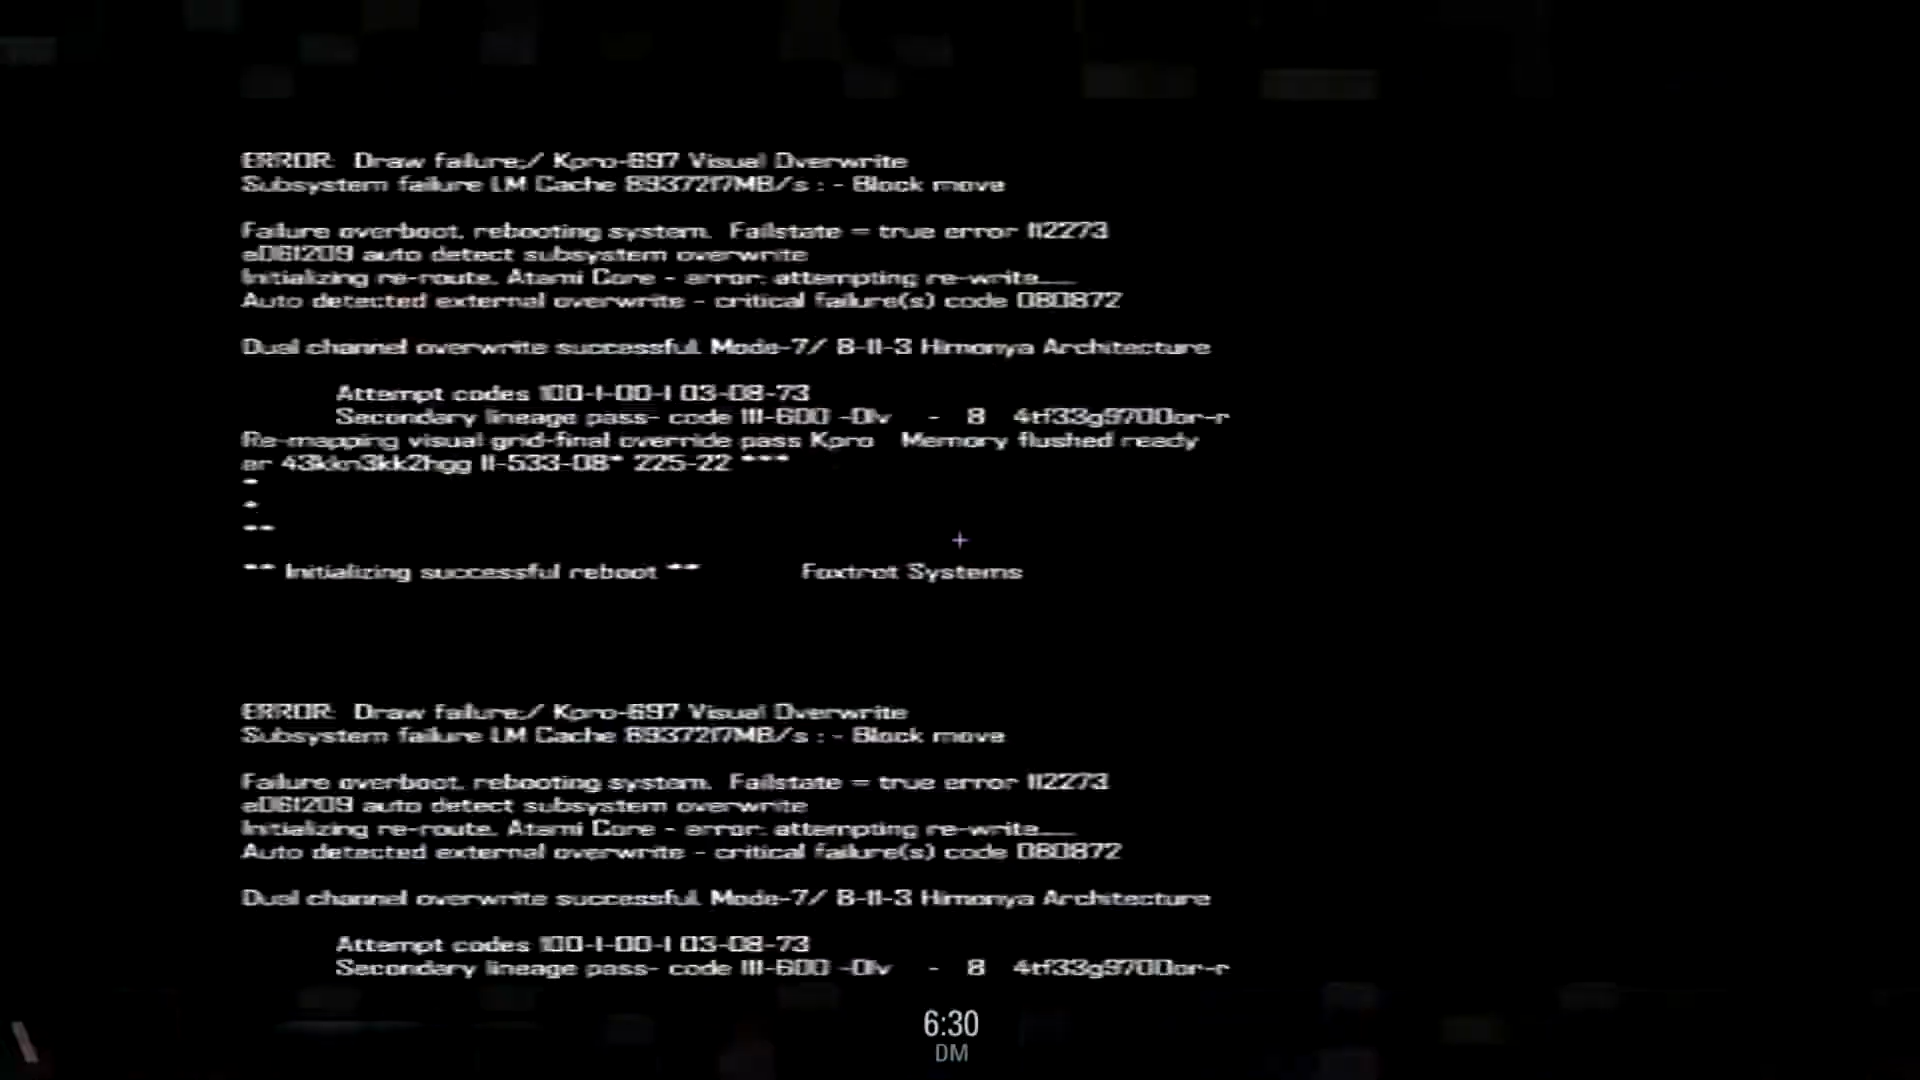 ERROR: Draw failure:/ Kpro-697 Visual Overwrite
Subsystem failure LM Cache 8937217MB/s : - Block move
Failure overboot, rebooting system. Failstate = true error 112273
e061209 auto detect subsystem overwrite
Initializing re-route, Atami Core - error: attempting re-write.....
Auto detected external overwrite - critical failure(s) code 080872
Dual channel overwrite successful. Mode-7/ 8-11-3 Himonya Architecture
Attempt codes 100-1-00-1 03-08-73
Secondary lineage pass- code 111-600 -Dlv - 8 4tf33g9700or-r
Re-mapping visual grid-final override pass Kpro Memory flushed ready
er 43kkn3kk2hgg 11-533-08* 225-22 ***
*
*
**
** Initializing successful reboot ** Foxtrot Systems
ERROR: Draw failure:/ Kpro-697 Visual Overwrite
Subsystem failure LM Cache 8937217MB/s : - Block move
Failure overboot, rebooting system. Failstate = true error 112273
e061209 auto detect subsystem overwrite
Initializing re-route, Atami Core - error: attempting re-write.....
Auto detected external overwrite - critical failure(s) code 080872
Dual channel overwrite successful. Mode-7/ 8-11-3 Himonya Architecture
Attempt codes 100-1-00-1 03-08-73
Secondary lineage pass- code 111-600 -Dlv - 8 4tf33g9700or-r
6:30
DM